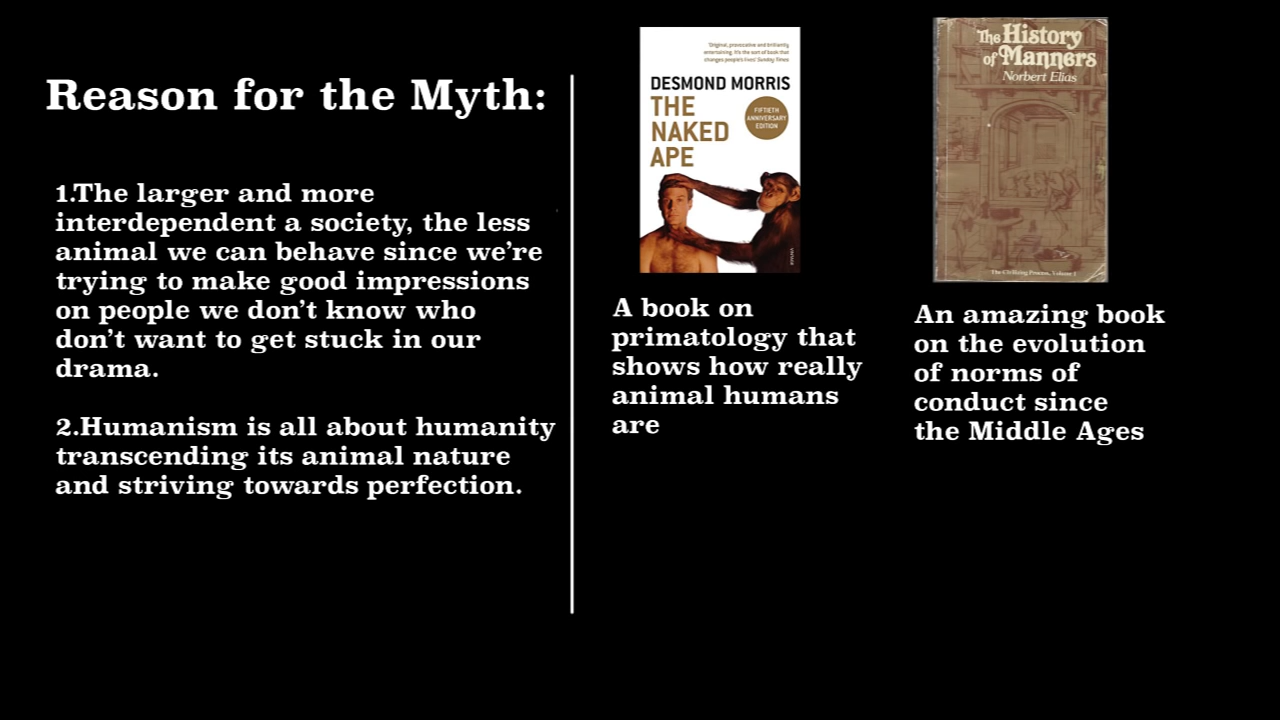 Reason for the Myth:
1.The larger and more
interdependent a society, the less
animal we can behave since we’re
trying to make good impressions
on people we don’t know who
don’t want to get stuck in our
drama.
2.Humanism is all about humanity
transcending its animal nature
and striving towards perfection.
'Original, provocative and brilliantly
entertaining. It's the sort of book that
changes people's lives' Sunday Times
DESMOND MORRIS
THE
NAKED
APE
FIFTIETH
ANNIVERSARY
EDITION
VINTAGE
A book on
primatology that
shows how really
animal humans
are
The History
of Manners
Norbert Elias
The Civilizing Process, Volume I
An amazing book
on the evolution
of norms of
conduct since
the Middle Ages